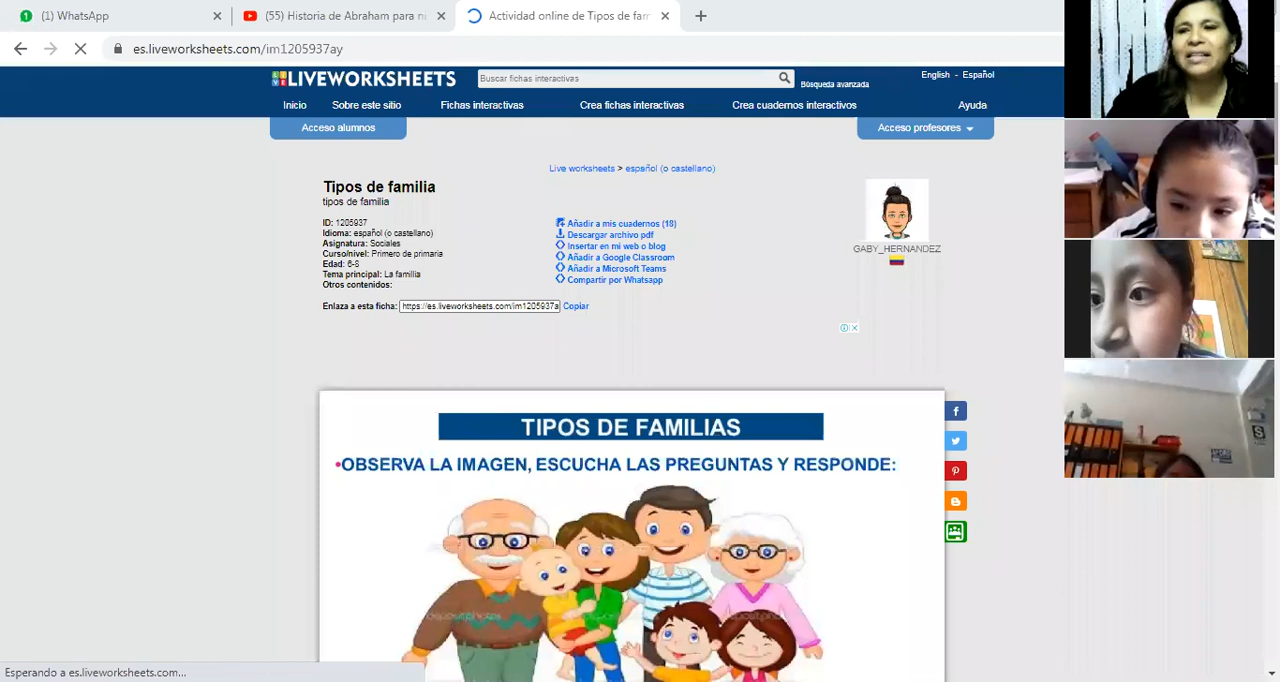 (1) WhatsApp
(55) Historia de Abraham para ni
Actividad online de Tipos de fam
es.liveworksheets.com/im1205937ay
LIVEWORKSHEETS
Buscar fichas interactivas
Búsqueda avanzada
English - Español
Inicio
Sobre este sitio
Fichas interactivas
Crea fichas interactivas
Crea cuadernos interactivos
Ayuda
Acceso alumnos
Acceso profesores
Live worksheets > español (o castellano)
Tipos de familia
tipos de familia
ID: 1205937
Idioma: español (o castellano)
Asignatura: Sociales
Curso/nivel: Primero de primaria
Edad: 6-8
Tema principal: La familia
Otros contenidos:
Añadir a mis cuadernos (18)
Descargar archivo pdf
Insertar en mi web o blog
Añadir a Google Classroom
Añadir a Microsoft Teams
Compartir por Whatsapp
GABY_HERNANDEZ
Enlaza a esta ficha: https://es.liveworksheets.com/im1205937a Copiar
TIPOS DE FAMILIAS
•OBSERVA LA IMAGEN, ESCUCHA LAS PREGUNTAS Y RESPONDE:
Esperando a es.liveworksheets.com...